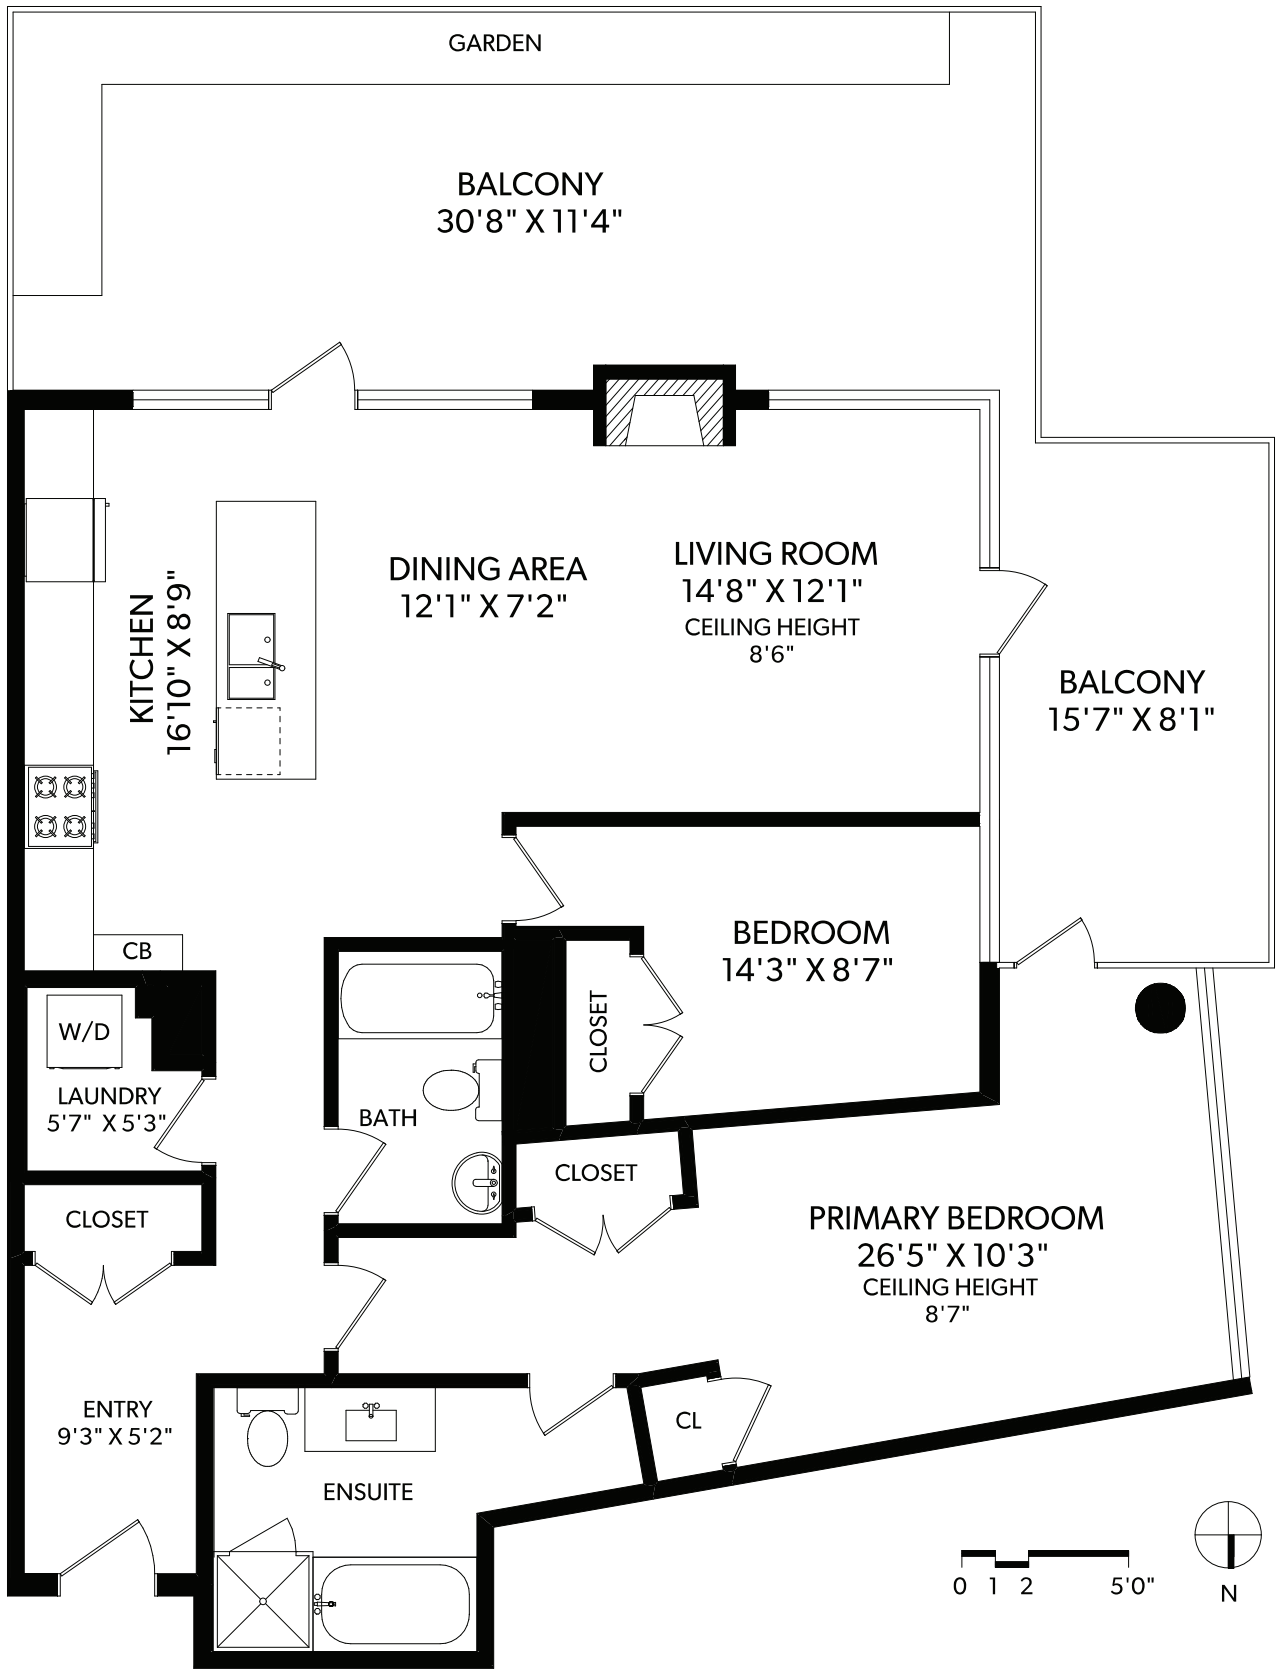 GARDEN
BALCONY
30'8" X 11'4"
DINING AREA
12'1" X 7'2"
LIVING ROOM
14'8" X 12'1"
CEILING HEIGHT
8'6"
KITCHEN
16'10" X 8'9"
BALCONY
15'7" X 8'1"
CB
BEDROOM
14'3" X 8'7"
CLOSET
W/D
LAUNDRY
5'7" X 5'3"
BATH
CLOSET
CLOSET
PRIMARY BEDROOM
26'5" X 10'3"
CEILING HEIGHT
8'7"
ENTRY
9'3" X 5'2"
CL
ENSUITE
0 1 2 5'0"
N